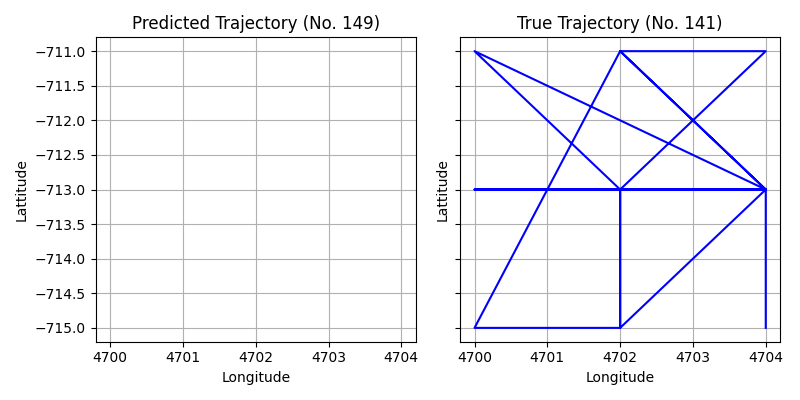 Predicted Trajectory (No. 149)
True Trajectory (No. 141)
−711.0
−711.5
−712.0
−712.5
−713.0
−713.5
−714.0
−714.5
−715.0
Lattitude
Lattitude
4700 4701 4702 4703 4704
4700 4701 4702 4703 4704
Longitude
Longitude